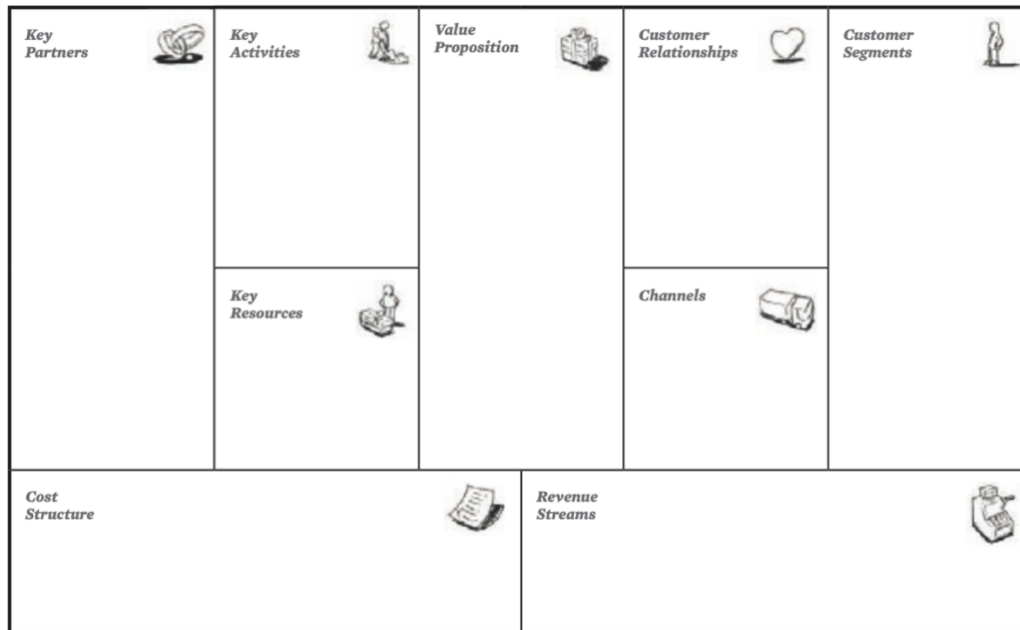 Key
Partners
Key
Activities
Value
Proposition
Customer
Relationships
Customer
Segments
Key
Resources
Channels
Cost
Structure
Revenue
Streams